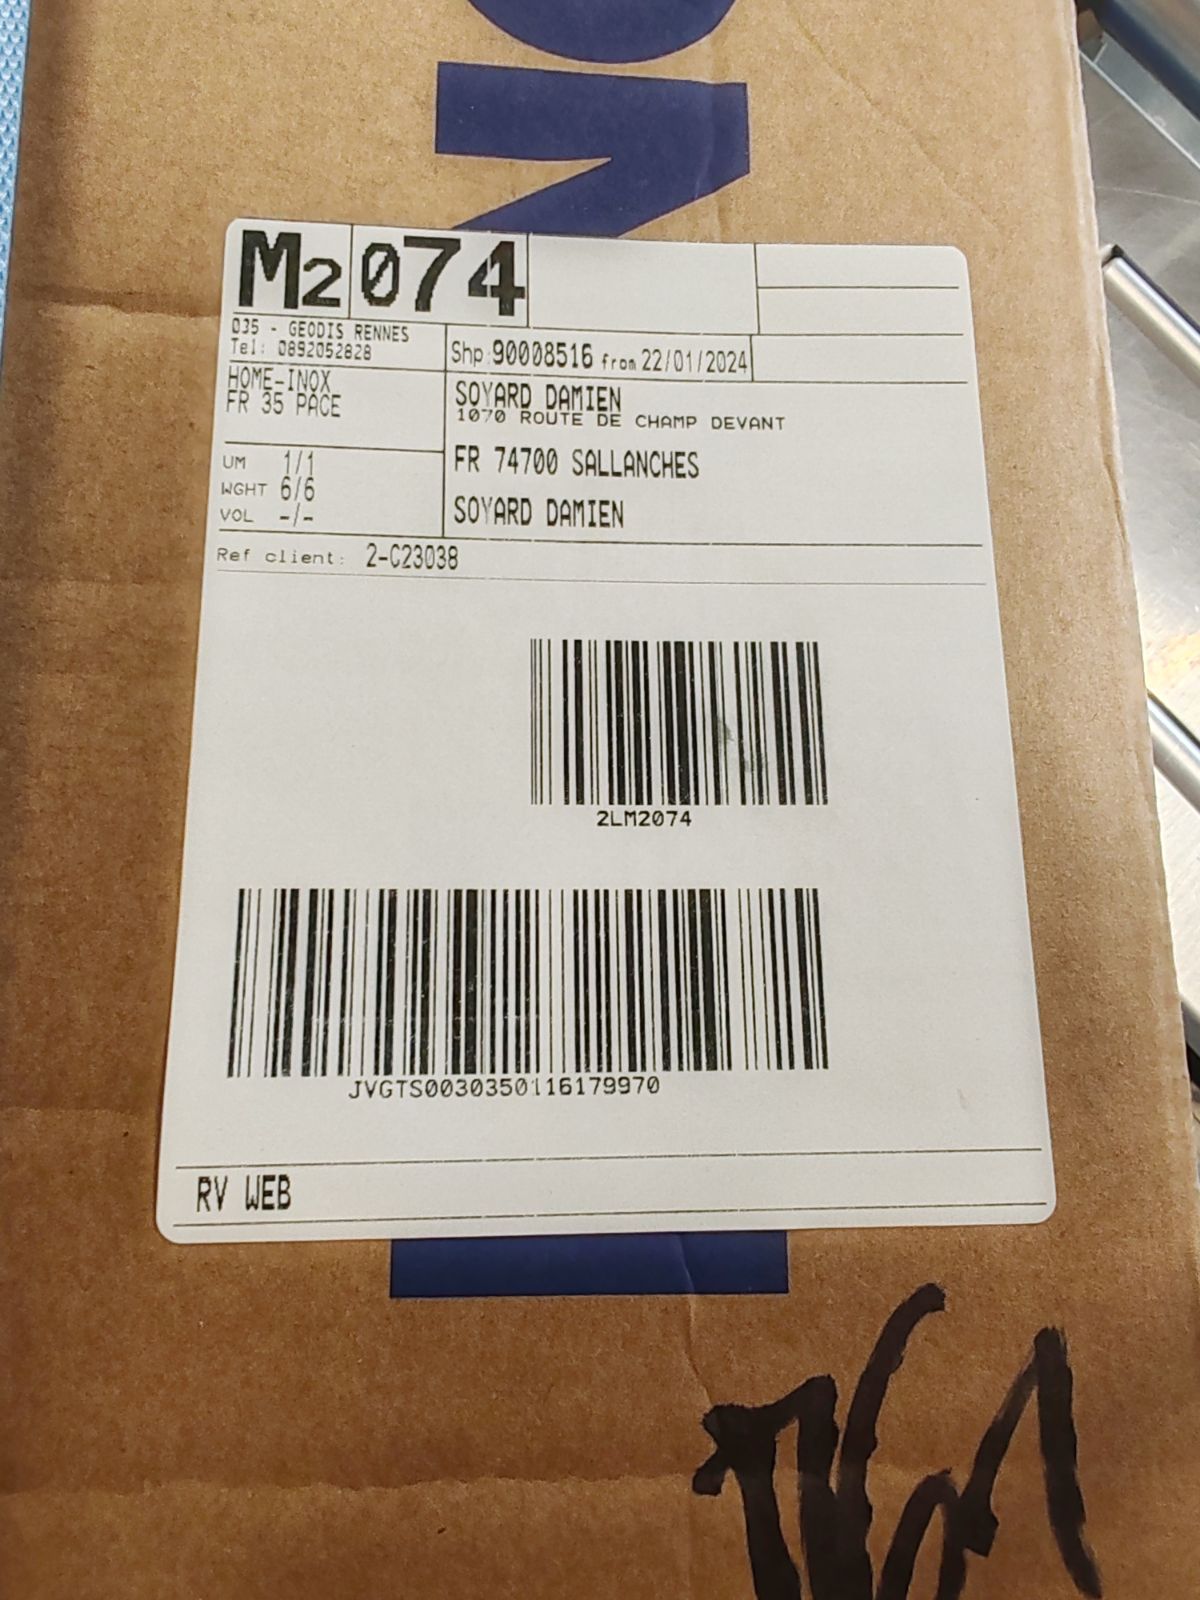 M2 074
035 - GEODIS RENNES
Tel: 0892052828
Shp:90008516 from 22/01/2024
HOME-INOX
FR 35 PACE
SOYARD DAMIEN
1070 ROUTE DE CHAMP DEVANT
FR 74700 SALLANCHES
SOYARD DAMIEN
UM 1/1
WGHT 6/6
VOL -/-
Ref client: 2-C23038
2LM2074
JVGTS0030350116179970
RV WEB